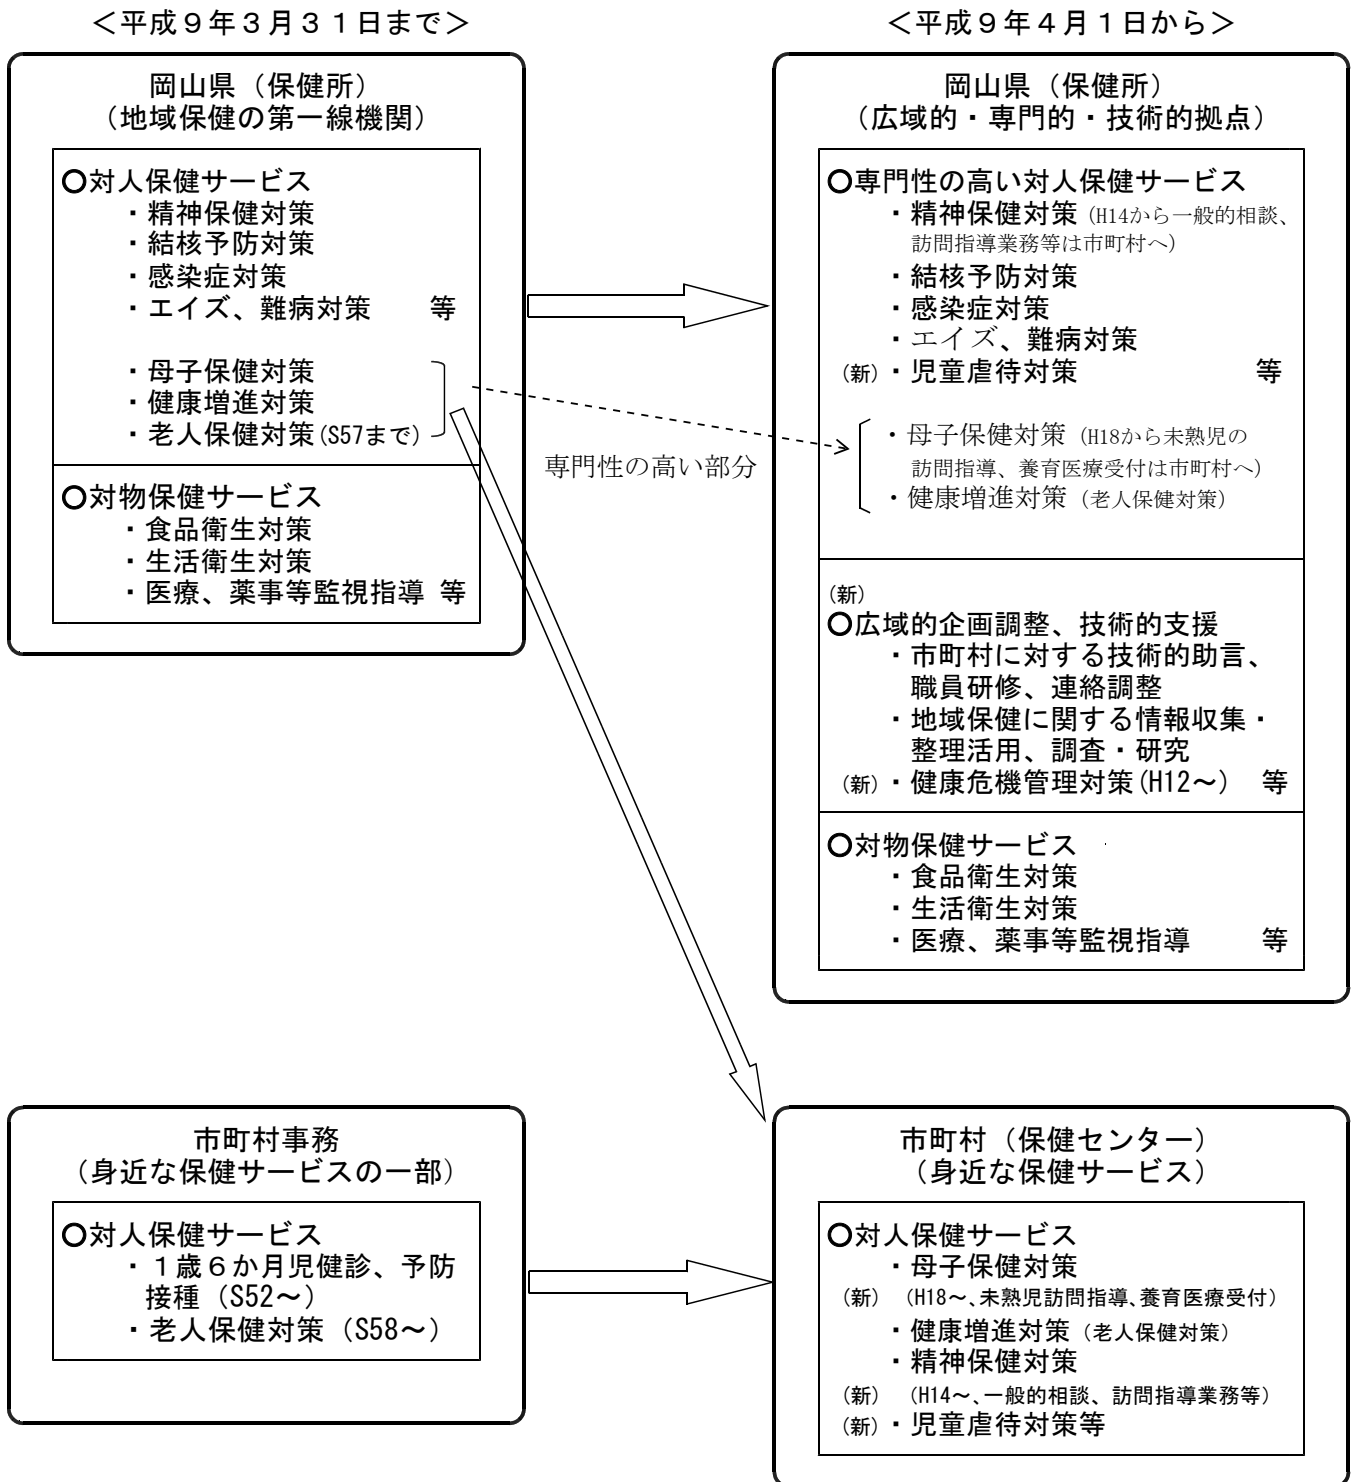 ＜平成９年３月３１日まで＞
岡山県（保健所）
（地域保健の第一線機関）
○対人保健サービス
・精神保健対策
・結核予防対策
・感染症対策
・エイズ、難病対策　等
・母子保健対策
・健康増進対策
・老人保健対策(S57まで)
○対物保健サービス
・食品衛生対策
・生活衛生対策
・医療、薬事等監視指導　等
専門性の高い部分
＜平成９年４月１日から＞
岡山県（保健所）
（広域的・専門的・技術的拠点）
○専門性の高い対人保健サービス
・精神保健対策（H14から一般的相談、
訪問指導業務等は市町村へ）
・結核予防対策
・感染症対策
・エイズ、難病対策
（新）・児童虐待対策　等
・母子保健対策（H18から未熟児の
訪問指導、養育医療受付は市町村へ）
・健康増進対策（老人保健対策）
（新）
○広域的企画調整、技術的支援
・市町村に対する技術的助言、
職員研修、連絡調整
・地域保健に関する情報収集・
整理活用、調査・研究
（新）・健康危機管理対策(H12～)　等
○対物保健サービス
・食品衛生対策
・生活衛生対策
・医療、薬事等監視指導　等
市町村事務
（身近な保健サービスの一部）
○対人保健サービス
・１歳６か月児健診、予防
接種（S52～）
・老人保健対策（S58～）
市町村（保健センター）
（身近な保健サービス）
○対人保健サービス
・母子保健対策
（新）（H18～、未熟児訪問指導、養育医療受付）
・健康増進対策（老人保健対策）
・精神保健対策
（新）（H14～、一般的相談、訪問指導業務等）
（新）・児童虐待対策等